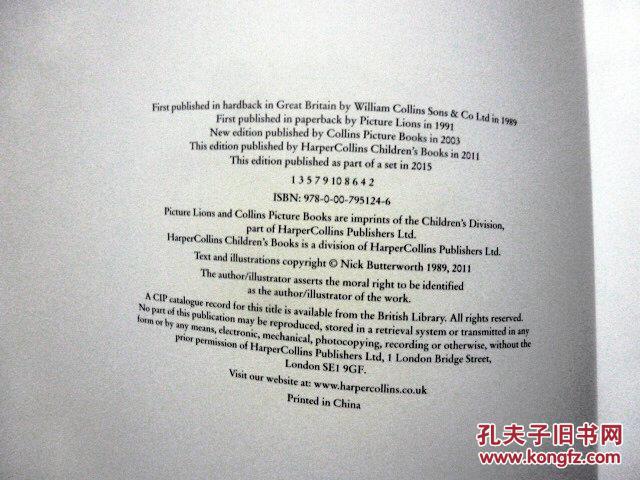 First published in hardback in Great Britain by William Collins Sons & Co Ltd in 1989
First published in paperback by Picture Lions in 1991
New edition published by Collins Picture Books in 2003
This edition published by HarperCollins Children's Books in 2011
This edition published as part of a set in 2015
1 3 5 7 9 10 8 6 4 2
ISBN: 978-0-00-795124-6
Picture Lions and Collins Picture Books are imprints of the Children's Division,
part of HarperCollins Publishers Ltd.
HarperCollins Children's Books is a division of HarperCollins Publishers Ltd.
Text and illustrations copyright © Nick Butterworth 1989, 2011
The author/illustrator asserts the moral right to be identified
as the author/illustrator of the work.
A CIP catalogue record for this title is available from the British Library. All rights reserved.
No part of this publication may be reproduced, stored in a retrieval system or transmitted in any
form or by any means, electronic, mechanical, photocopying, recording or otherwise, without the
prior permission of HarperCollins Publishers Ltd, 1 London Bridge Street,
London SE1 9GF.
Visit our website at: www.harpercollins.co.uk
Printed in China
孔夫子旧书网
www.kongfz.com